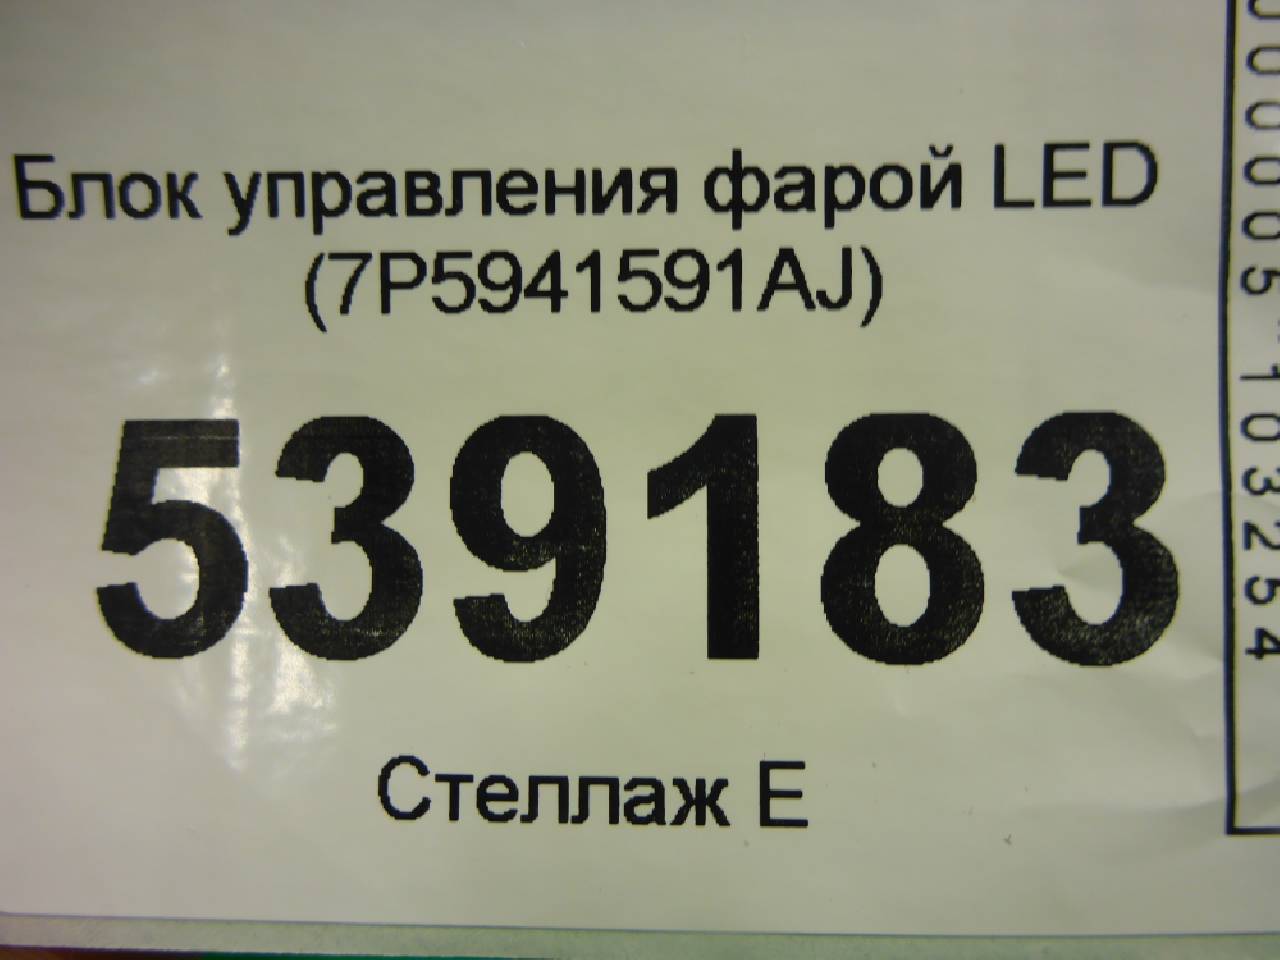 Блок управления фарой LED
(7P5941591AJ)
539183
Стеллаж Е